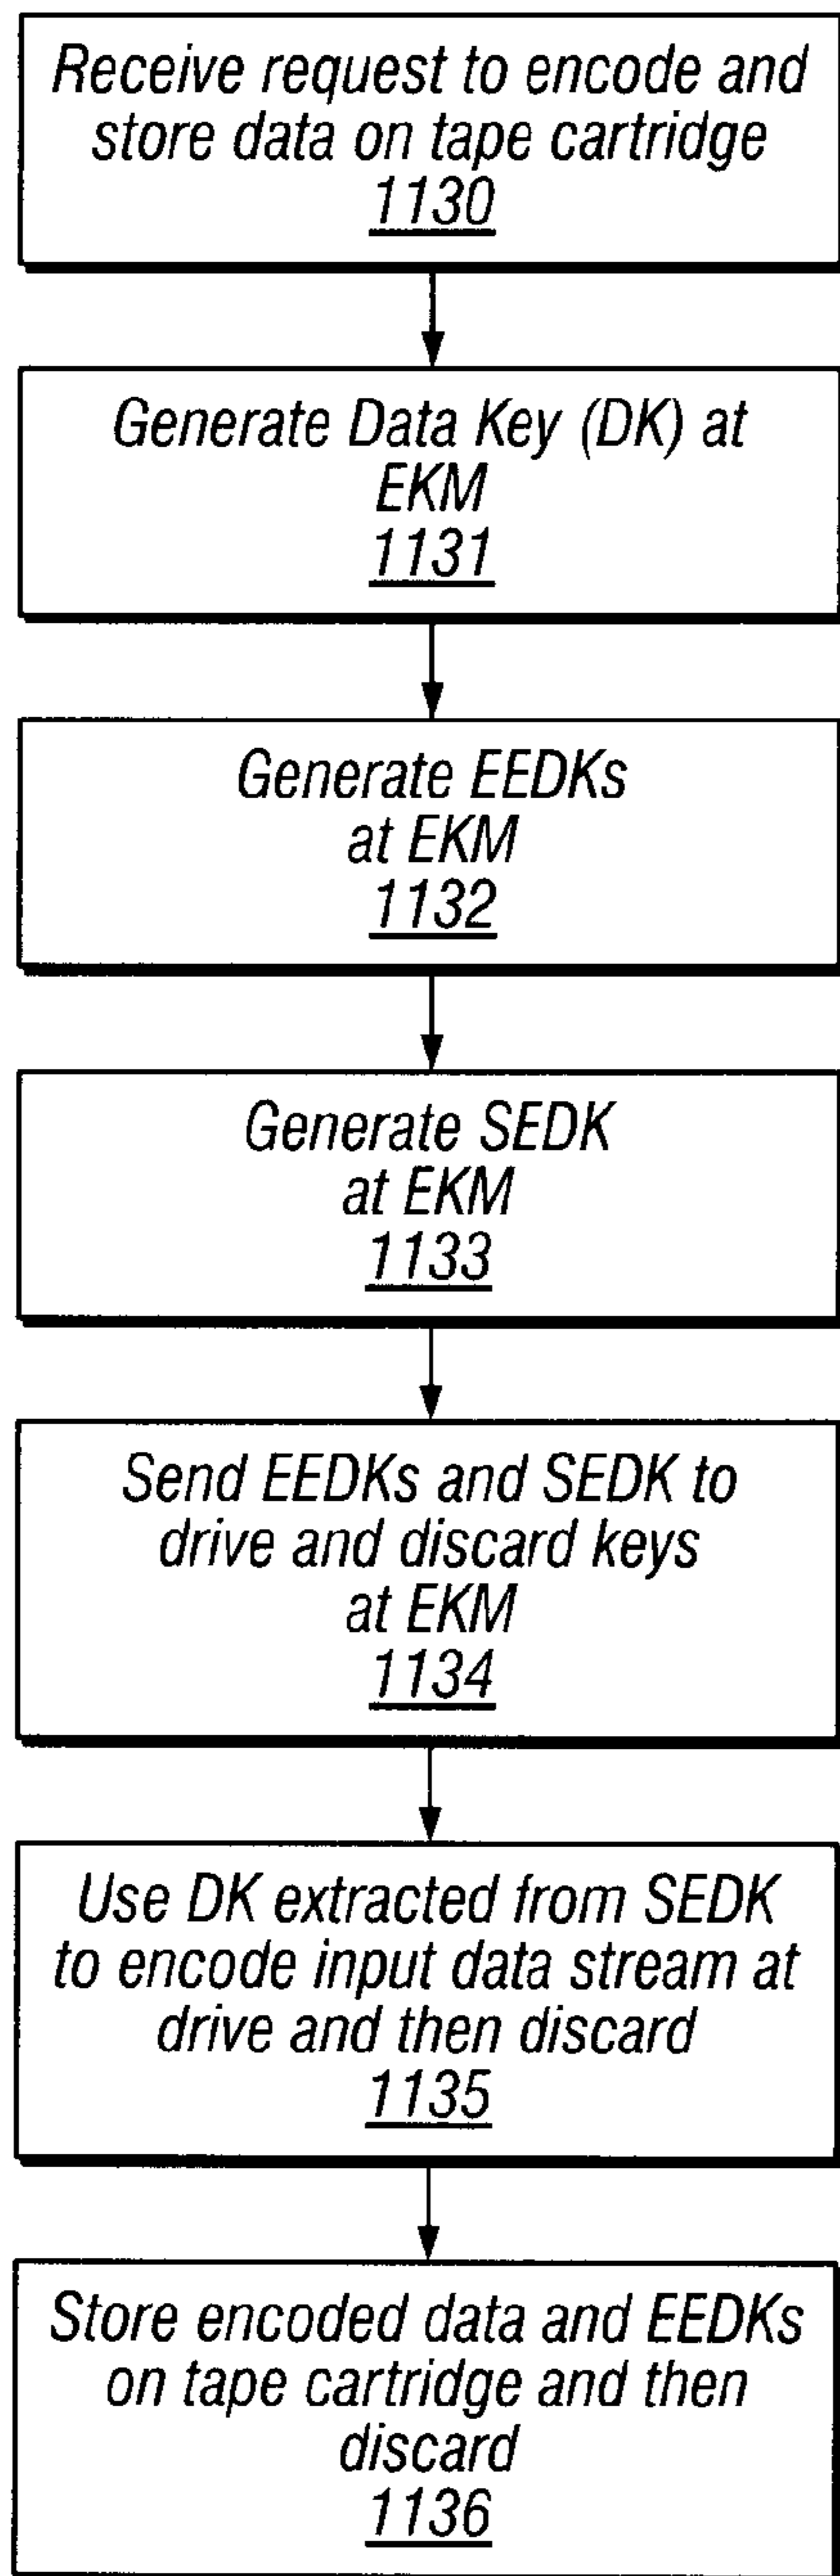 Receive request to encode and
store data on tape cartridge
1130
Generate Data Key (DK) at
EKM
1131
Generate EEDKs
at EKM
1132
Generate SEDK
at EKM
1133
Send EEDKs and SEDK to
drive and discard keys
at EKM
1134
Use DK extracted from SEDK
to encode input data stream at
drive and then discard
1135
Store encoded data and EEDKs
on tape cartridge and then
discard
1136